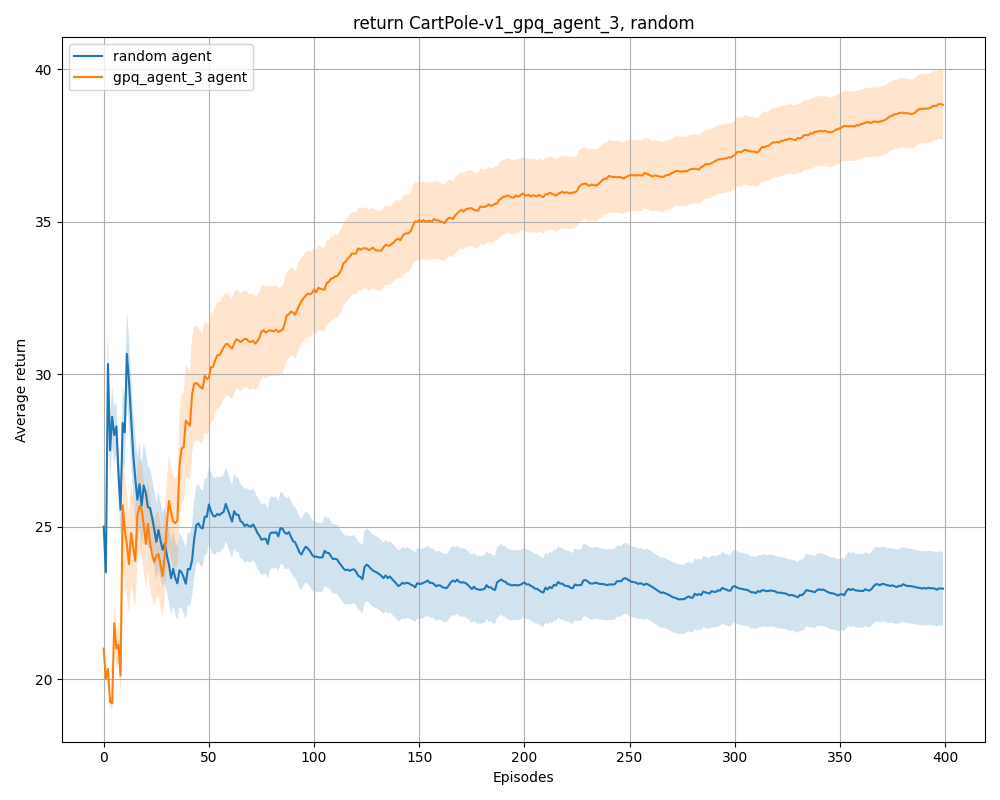 return CartPole-v1_gpq_agent_3, random
random agent
gpq_agent_3 agent
Average return
40
35
30
25
20
0 50 100 150 200 250 300 350 400
Episodes